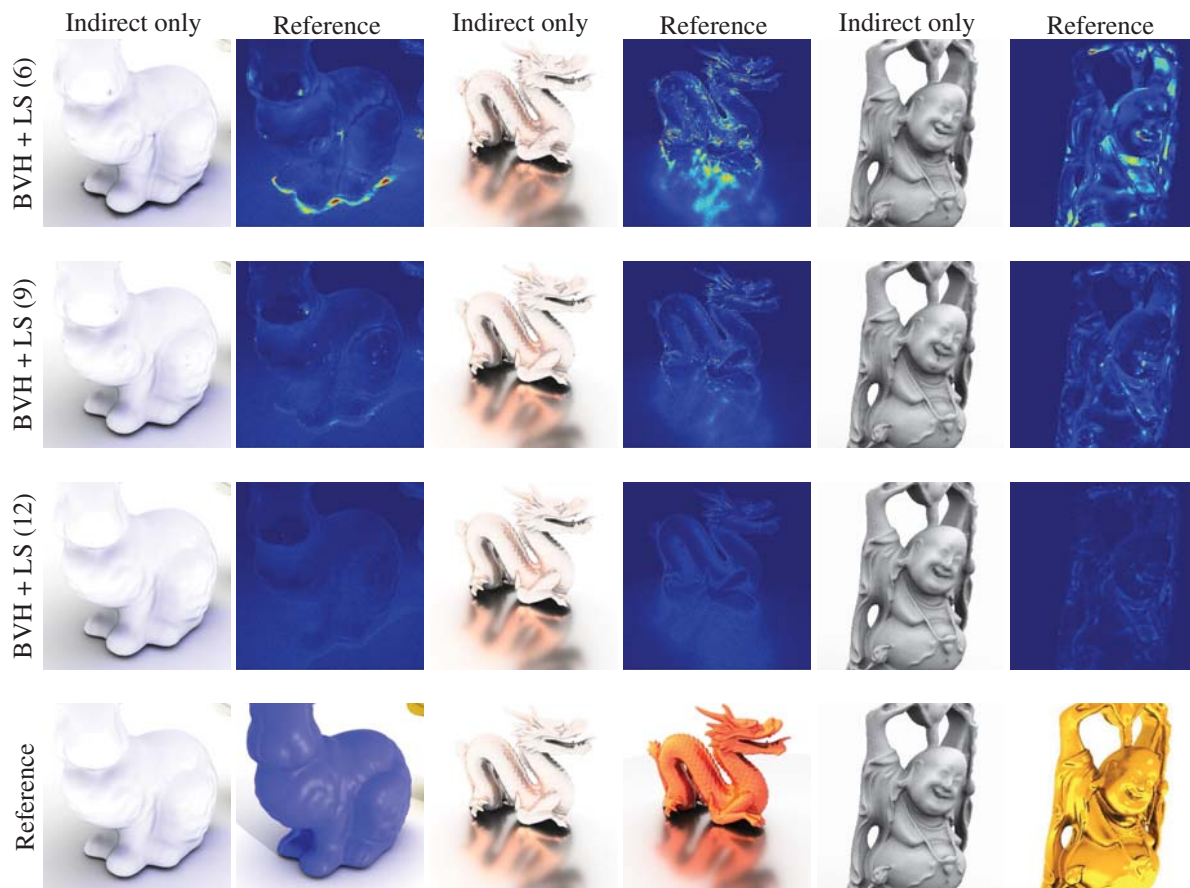 Indirect only Reference Indirect only Reference Indirect only Reference
BVH + LS (6)
BVH + LS (9)
BVH + LS (12)
Reference